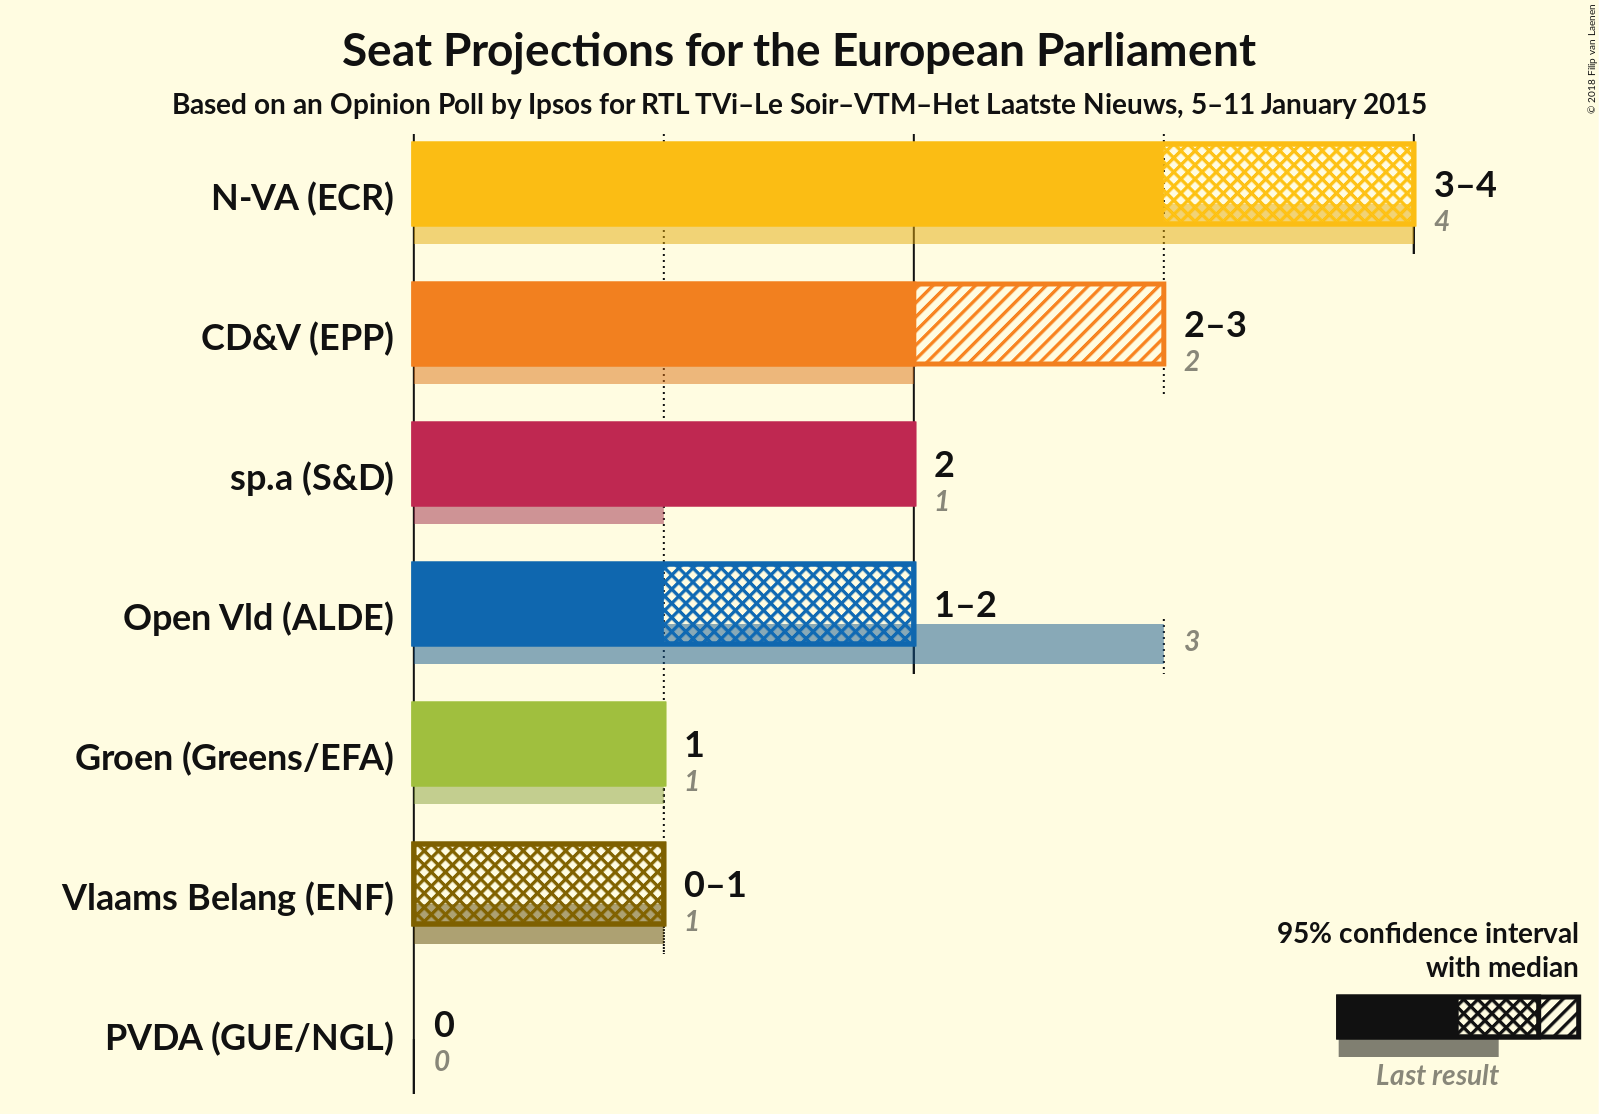 Seat Projections for the European Parliament
Based on an Opinion Poll by Ipsos for RTL TVi–Le Soir–VTM–Het Laatste Nieuws, 5–11 January 2015
© 2018 Filip van Laenen
N-VA (ECR)
3–4
4
CD&V (EPP)
2–3
2
sp.a (S&D)
2
1
Open Vld (ALDE)
1–2
3
Groen (Greens/EFA)
1
1
Vlaams Belang (ENF)
0–1
1
PVDA (GUE/NGL)
0
0
95% confidence interval
with median
Last result